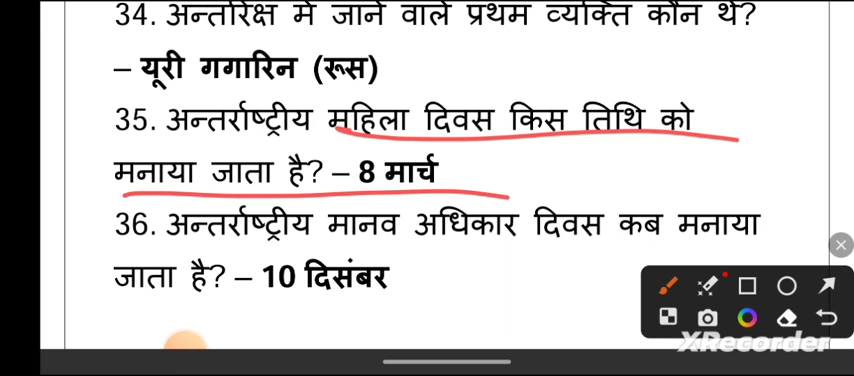 34. अन्तरिक्ष में जाने वाले प्रथम व्यक्ति कौन थे?
– यूरी गगारिन (रूस)
35. अन्तर्राष्ट्रीय महिला दिवस किस तिथि को
मनाया जाता है? – 8 मार्च
36. अन्तर्राष्ट्रीय मानव अधिकार दिवस कब मनाया
जाता है? – 10 दिसंबर
XRecorder